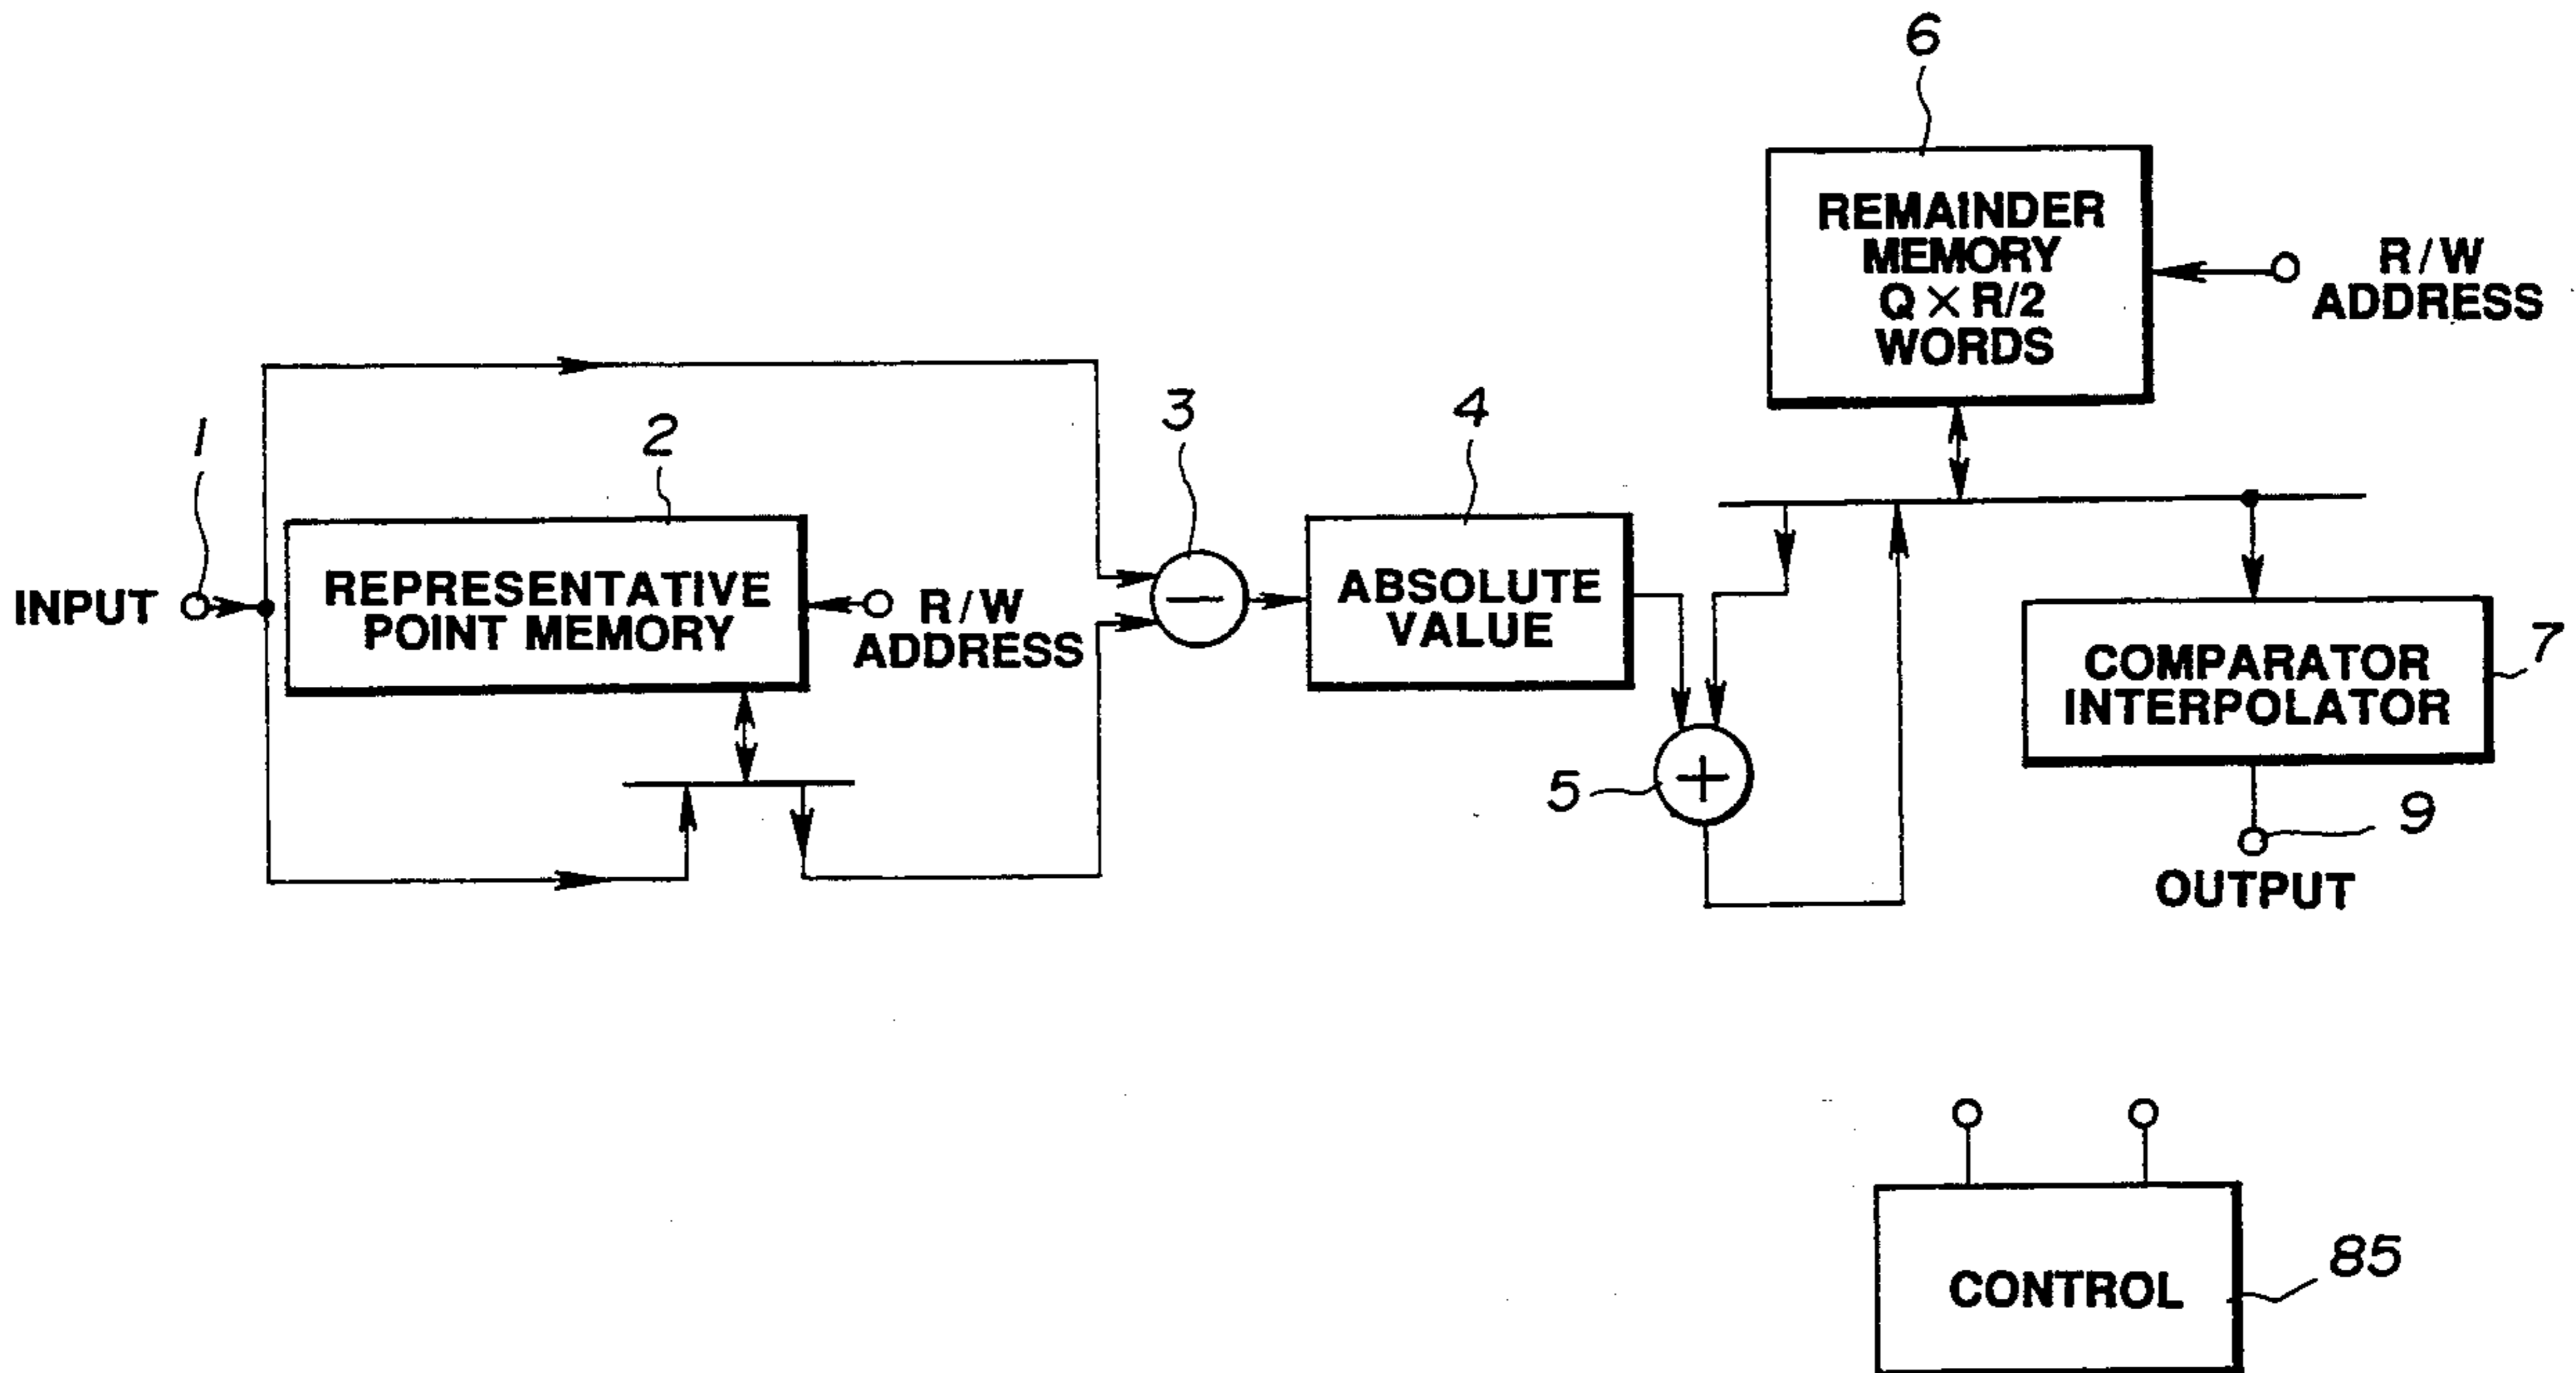 6
REMAINDER
MEMORY
Q × R/2
WORDS
R/W
ADDRESS
1
2
3
4
INPUT
REPRESENTATIVE
POINT MEMORY
R/W
ADDRESS
−
ABSOLUTE
VALUE
COMPARATOR
INTERPOLATOR
7
5
+
9
OUTPUT
CONTROL
85